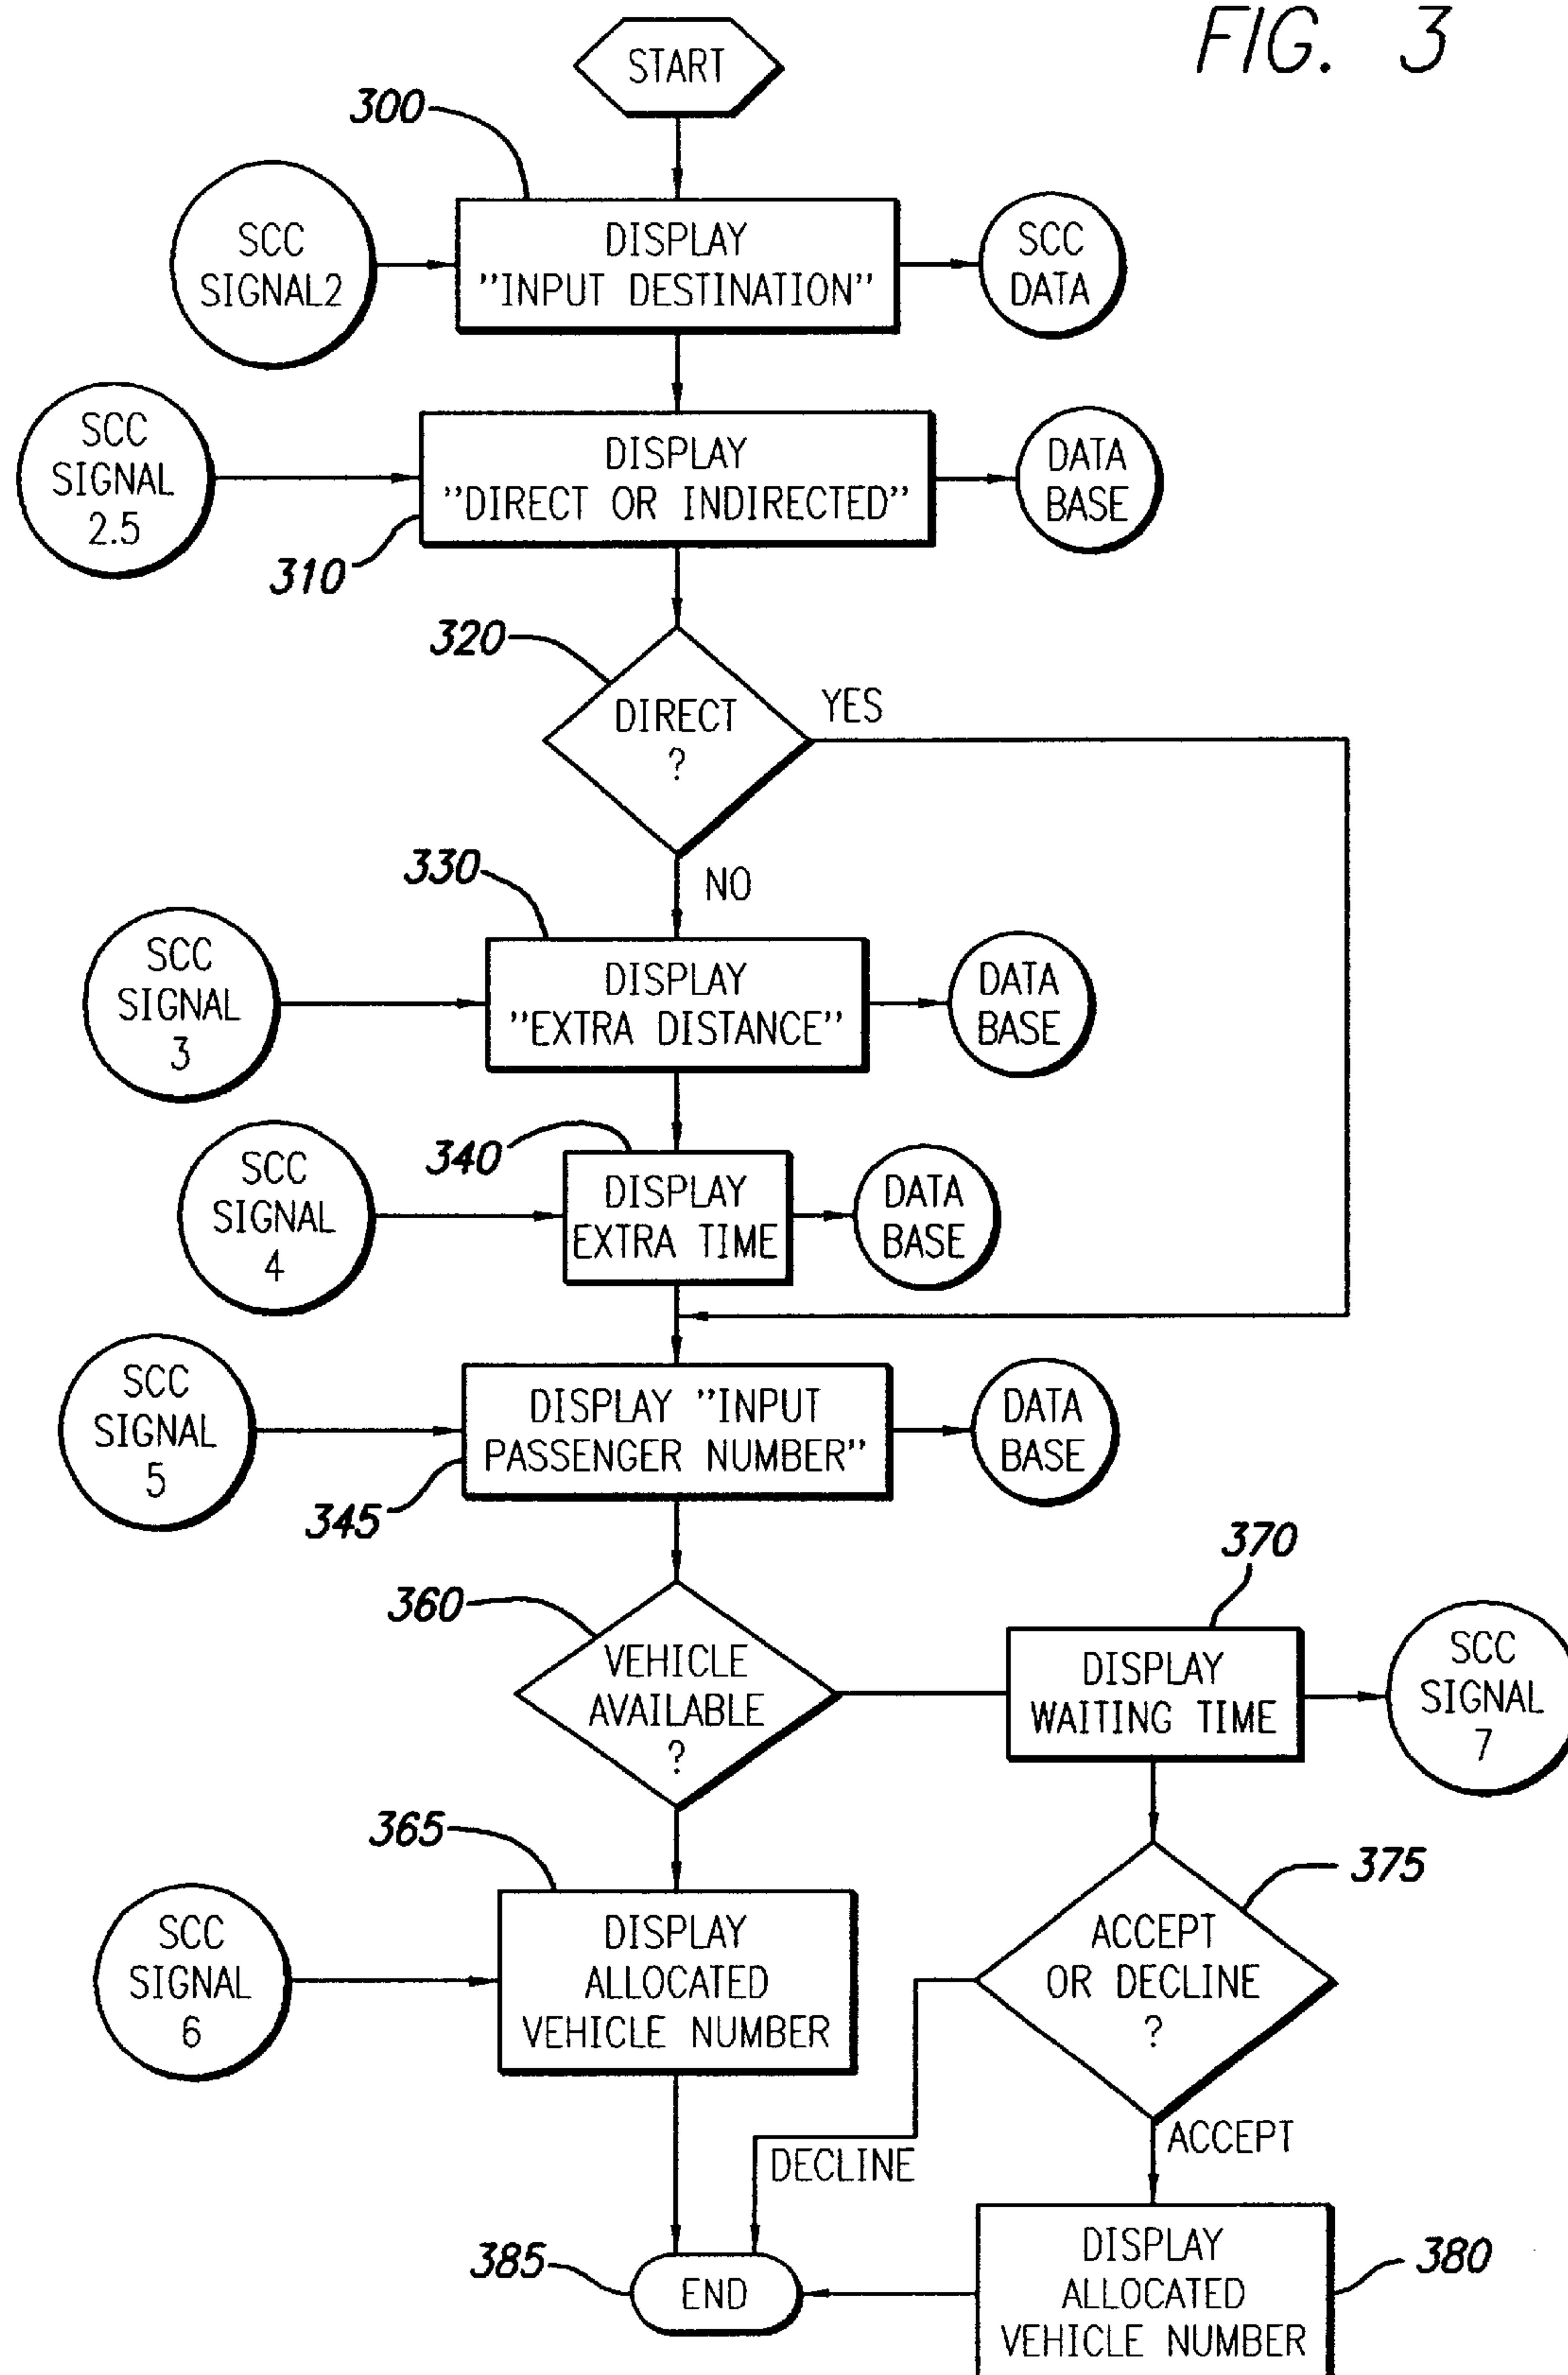 FIG. 3
START
300
SCC
SIGNAL2
DISPLAY
"INPUT DESTINATION"
SCC
DATA
SCC
SIGNAL
2.5
DISPLAY
"DIRECT OR INDIRECTED"
DATA
BASE
310
320
DIRECT
?
YES
NO
330
SCC
SIGNAL
3
DISPLAY
"EXTRA DISTANCE"
DATA
BASE
340
SCC
SIGNAL
4
DISPLAY
EXTRA TIME
DATA
BASE
SCC
SIGNAL
5
DISPLAY "INPUT
PASSENGER NUMBER"
DATA
BASE
345
360
VEHICLE
AVAILABLE
?
370
DISPLAY
WAITING TIME
SCC
SIGNAL
7
365
SCC
SIGNAL
6
DISPLAY
ALLOCATED
VEHICLE NUMBER
375
ACCEPT
OR DECLINE
?
DECLINE
ACCEPT
385
END
DISPLAY
ALLOCATED
VEHICLE NUMBER
380